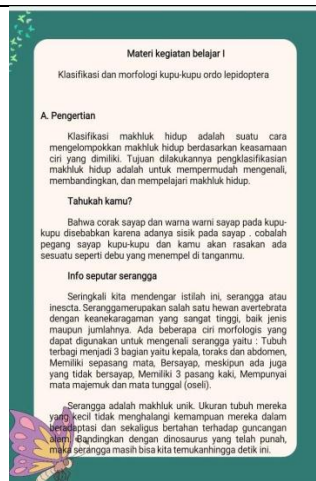 Materi kegiatan belajar I
Klasifikasi dan morfologi kupu-kupu ordo lepidoptera
A. Pengertian
Klasifikasi makhluk hidup adalah suatu cara
mengelompokkan makhluk hidup berdasarkan keasamaan
ciri yang dimiliki. Tujuan dilakukannya pengklasifikasian
makhluk hidup adalah untuk mempermudah mengenali,
membandingkan, dan mempelajari makhluk hidup.
Tahukah kamu?
Bahwa corak sayap dan warna warni sayap pada kupu-
kupu disebabkan karena adanya sisik pada sayap . cobalah
pegang sayap kupu-kupu dan kamu akan rasakan ada
sesuatu seperti debu yang menempel di tanganmu.
Info seputar serangga
Seringkali kita mendengar istilah ini, serangga atau
inescta. Seranggamerupakan salah satu hewan avertebrata
dengan keanekaragaman yang sangat tinggi, baik jenis
maupun jumlahnya. Ada beberapa ciri morfologis yang
dapat digunakan untuk mengenali serangga yaitu : Tubuh
terbagi menjadi 3 bagian yaitu kepala, toraks dan abdomen,
Memiliki sepasang mata, Bersayap, meskipun ada juga
yang tidak bersayap, Memiliki 3 pasang kaki, Mempunyai
mata majemuk dan mata tunggal (oseli).
Serangga adalah makhluk unik. Ukuran tubuh mereka
yang kecil tidak menghalangi kemampuan mereka dalam
beradaptasi dan sekaligus bertahan terhadap guncangan
alam. Bandingkan dengan dinosaurus yang telah punah,
maka serangga masih bisa kita temukanhingga detik ini.